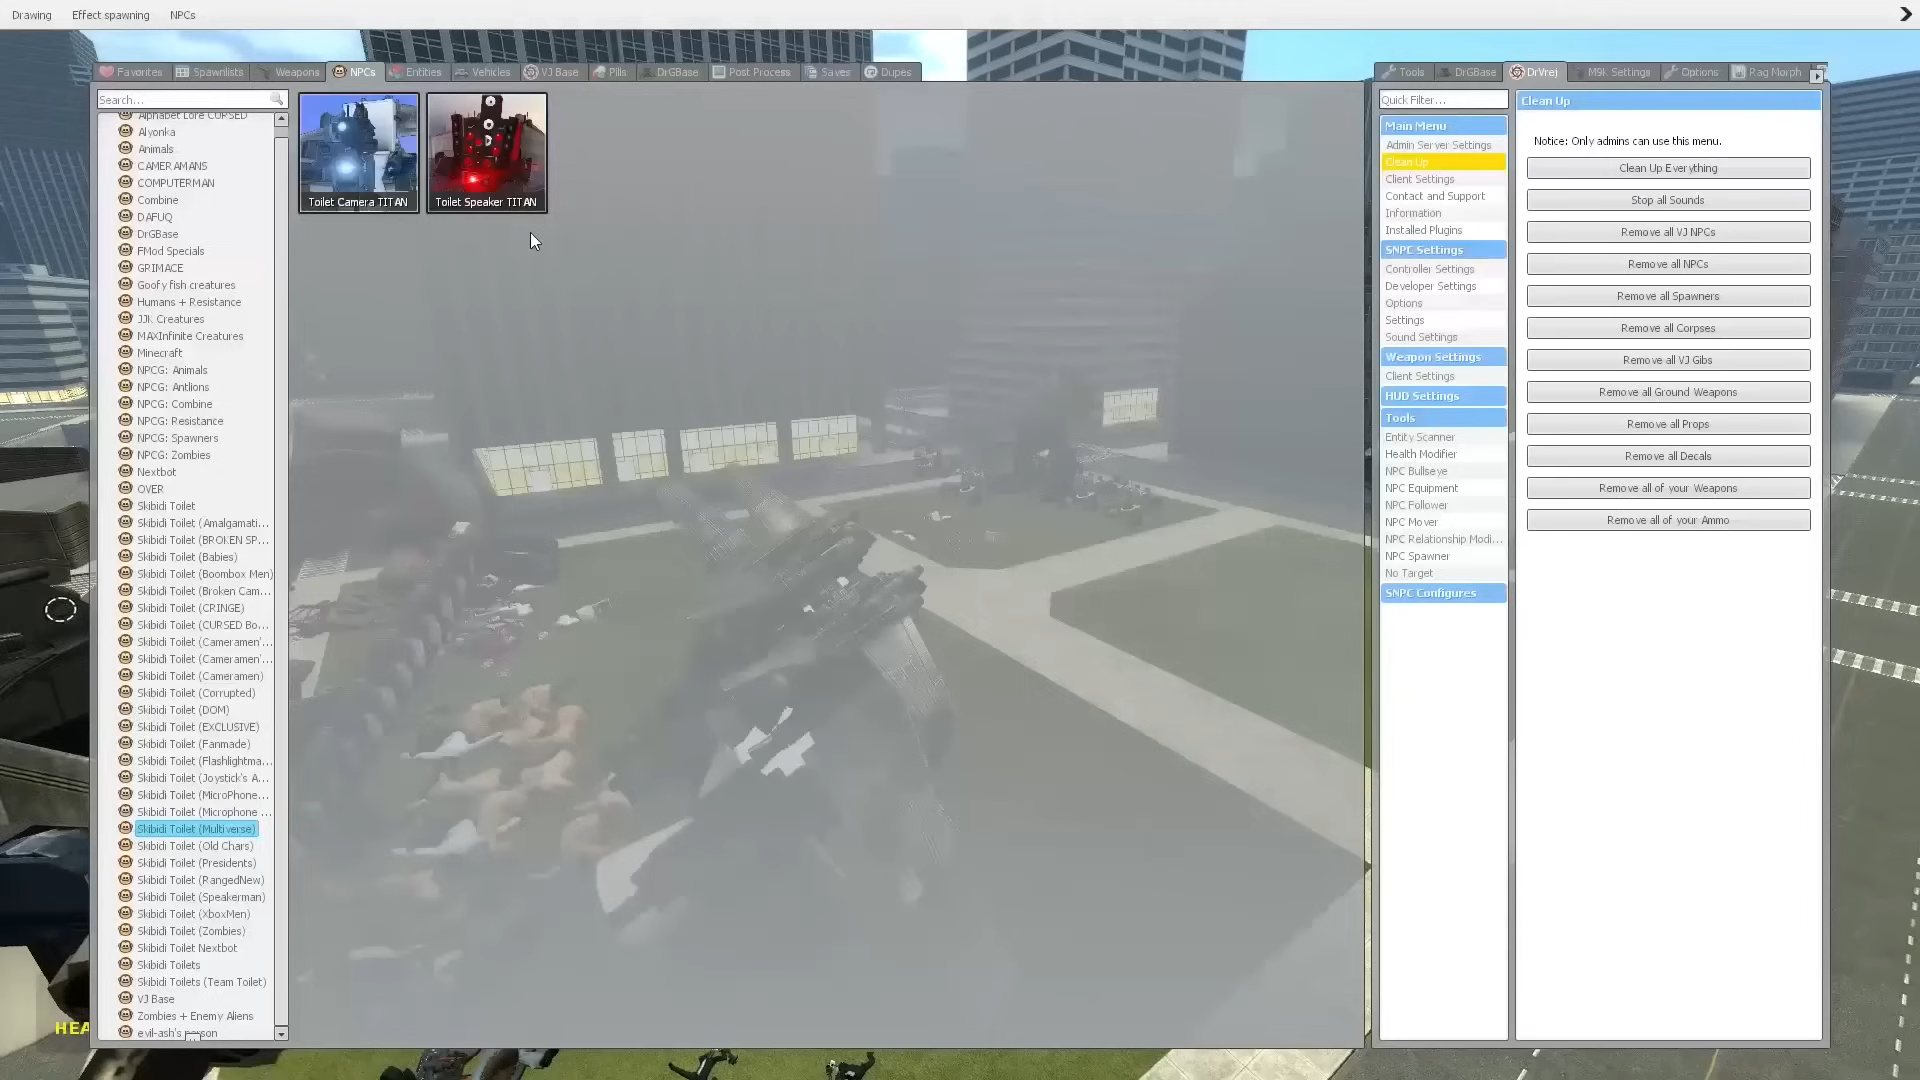 Drawing Effect spawning NPCs
Favorites Spawnlists Weapons NPCs Entities Vehicles VJ Base Pills DrGBase Post Process Saves Dupes
Search...
Alphabet Lore CURSED
Alyonka
Animals
CAMERAMANS
COMPUTERMAN
Combine
DAFUQ
DrGBase
FMod Specials
GRIMACE
Goofy fish creatures
Humans + Resistance
JJK Creatures
MAXInfinite Creatures
Minecraft
NPCG: Animals
NPCG: Antlions
NPCG: Combine
NPCG: Resistance
NPCG: Spawners
NPCG: Zombies
Nextbot
OVER
Skibidi Toilet
Skibidi Toilet (Amalgamati...
Skibidi Toilet (BROKEN SP...
Skibidi Toilet (Babies)
Skibidi Toilet (Boombox Men)
Skibidi Toilet (Broken Cam...
Skibidi Toilet (CRINGE)
Skibidi Toilet (CURSED Bo...
Skibidi Toilet (Cameramen'...
Skibidi Toilet (Cameramen'...
Skibidi Toilet (Cameramen)
Skibidi Toilet (Corrupted)
Skibidi Toilet (DOM)
Skibidi Toilet (EXCLUSIVE)
Skibidi Toilet (Fanmade)
Skibidi Toilet (Flashlightma...
Skibidi Toilet (Joystick's A...
Skibidi Toilet (MicroPhone...
Skibidi Toilet (Microphone ...
Skibidi Toilet (Multiverse)
Skibidi Toilet (Old Chars)
Skibidi Toilet (Presidents)
Skibidi Toilet (RangedNew)
Skibidi Toilet (Speakerman)
Skibidi Toilet (XboxMen)
Skibidi Toilet (Zombies)
Skibidi Toilet Nextbot
Skibidi Toilets
Skibidi Toilets (Team Toilet)
VJ Base
Zombies + Enemy Aliens
evil-ash's person
Toilet Camera TITAN
Toilet Speaker TITAN
HEA
Tools DrGBase DrVrej M9k Settings Options Rag Morph
Quick Filter...
Main Menu
Admin Server Settings
Clean Up
Client Settings
Contact and Support
Information
Installed Plugins
SNPC Settings
Controller Settings
Developer Settings
Options
Settings
Sound Settings
Weapon Settings
Client Settings
HUD Settings
Tools
Entity Scanner
Health Modifier
NPC Bullseye
NPC Equipment
NPC Follower
NPC Mover
NPC Relationship Modi...
NPC Spawner
No Target
SNPC Configures
Clean Up
Notice: Only admins can use this menu.
Clean Up Everything
Stop all Sounds
Remove all VJ NPCs
Remove all NPCs
Remove all Spawners
Remove all Corpses
Remove all VJ Gibs
Remove all Ground Weapons
Remove all Props
Remove all Decals
Remove all of your Weapons
Remove all of your Ammo